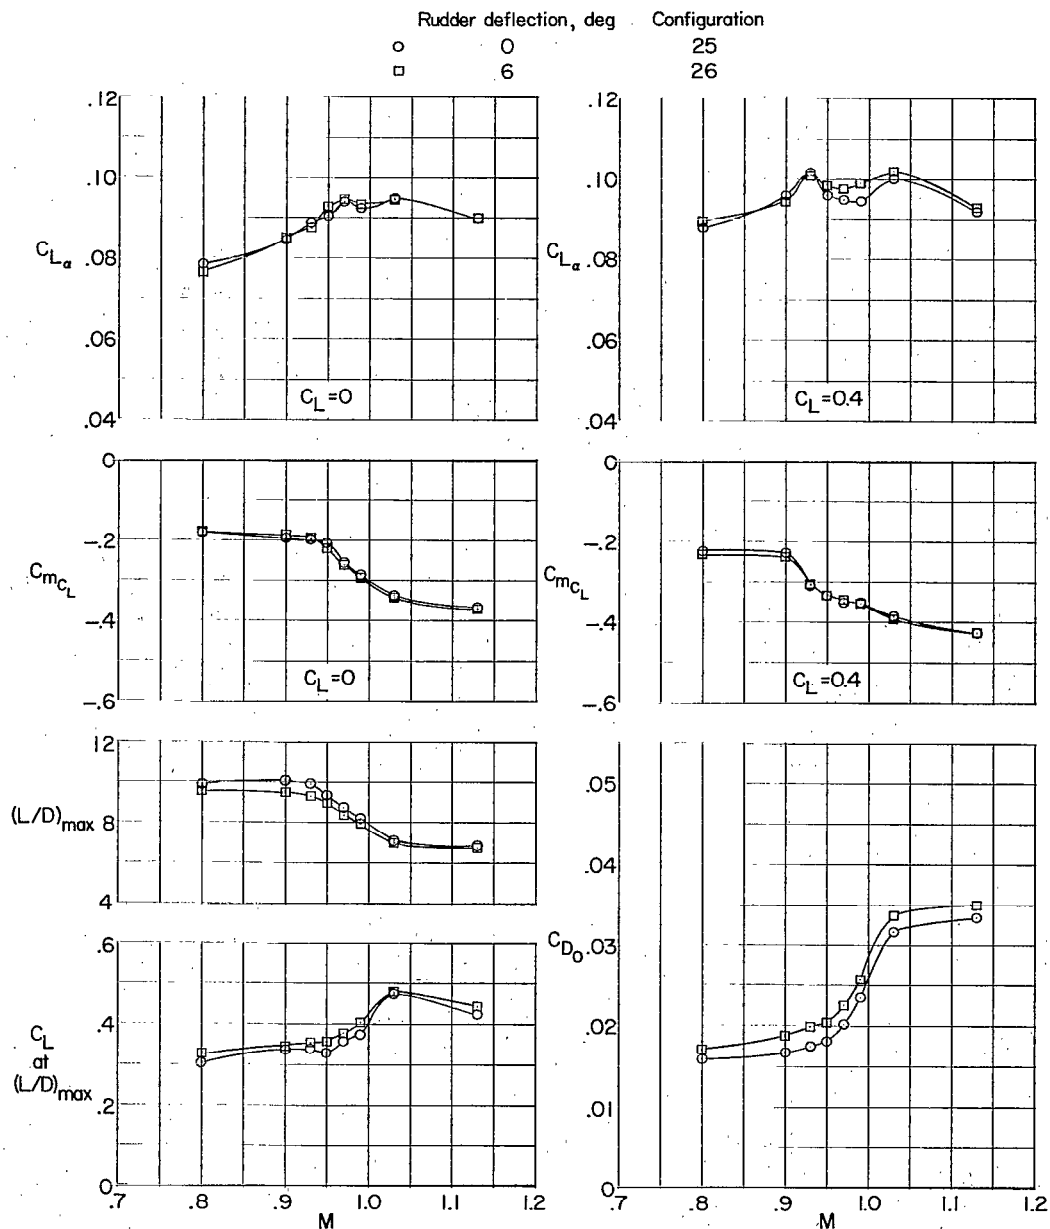 Rudder deflection, deg Configuration
0 25
6 26
.12
.10
C_Lα .08
.06
.04
C_L=0
.12
.10
C_Lα .08
.06
.04
C_L=0.4
0
-.2
C_mC_L
-.4
-.6
C_L=0
0
-.2
C_mC_L
-.4
-.6
C_L=0.4
12
(L/D)max
8
4
.6
.4
C_L
at
(L/D)max
.2
0
.7 .8 .9 1.0 1.1 1.2
M
.05
.04
C_D0 .03
.02
.01
0
.7 .8 .9 1.0 1.1 1.2
M